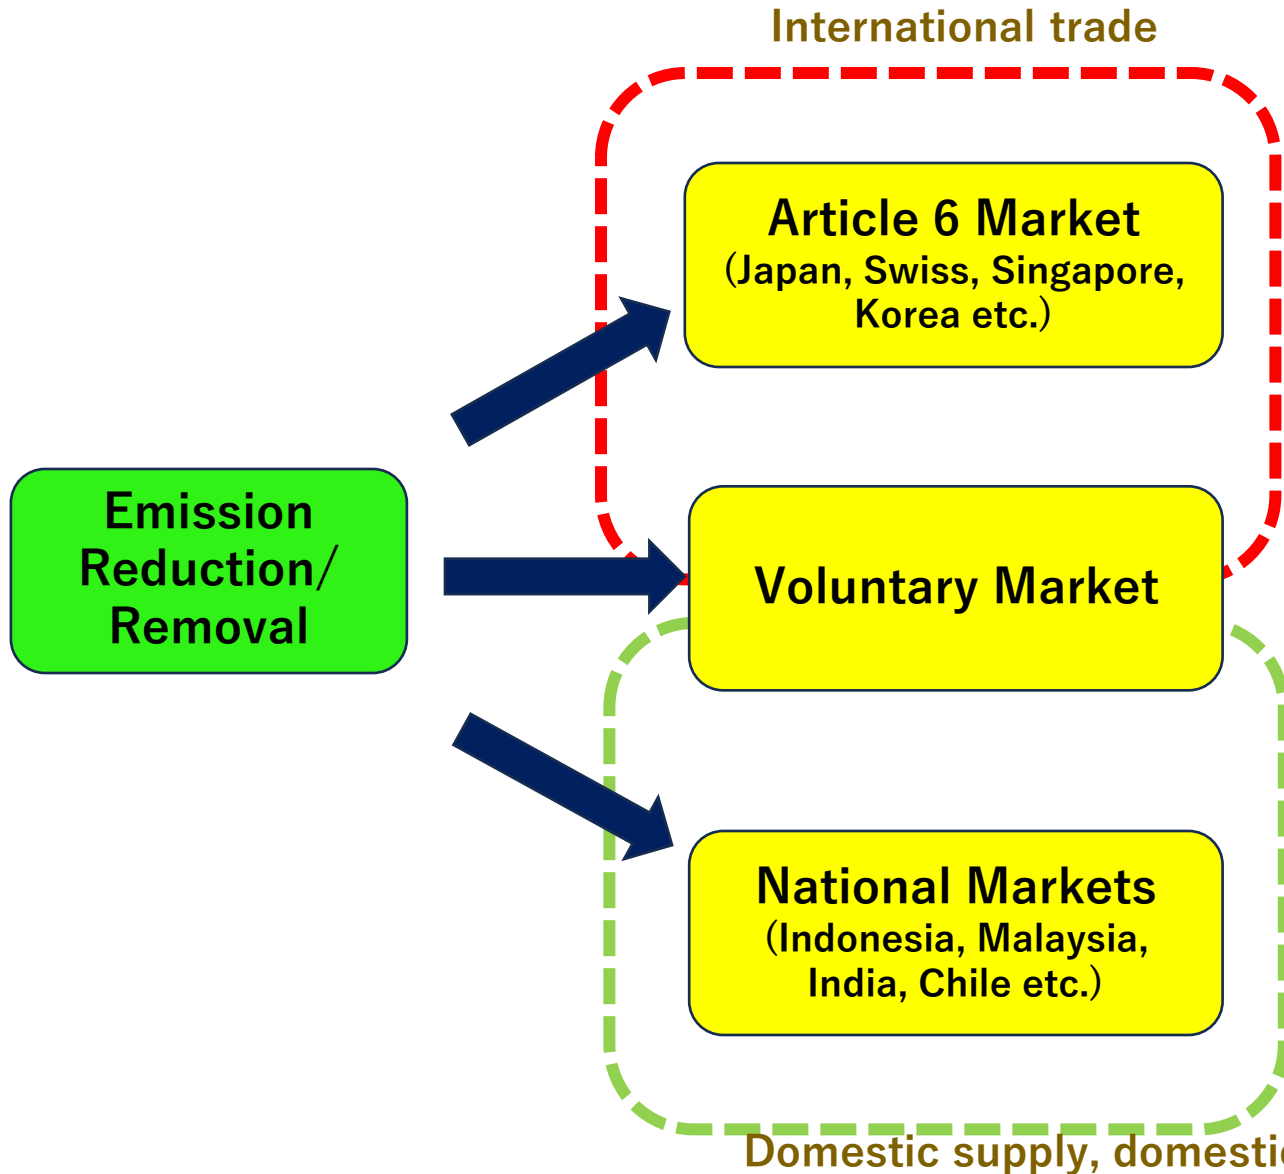 International trade
Article 6 Market
(Japan, Swiss, Singapore,
Korea etc.)
Emission
Reduction/
Removal
Voluntary Market
National Markets
(Indonesia, Malaysia,
India, Chile etc.)
Domestic supply, domestic